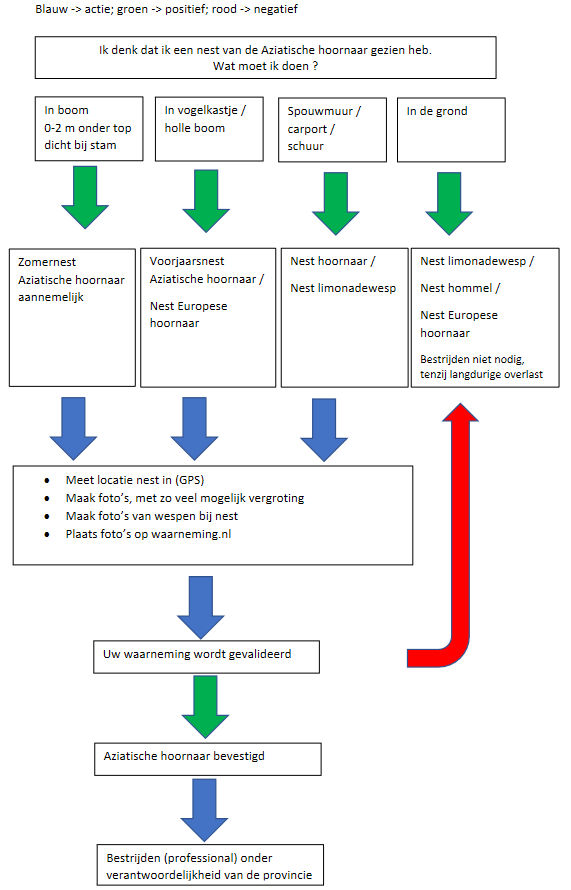 Blauw -> actie; groen -> positief; rood -> negatief
Ik denk dat ik een nest van de Aziatische hoornaar gezien heb.
Wat moet ik doen ?
In boom
0-2 m onder top
dicht bij stam
In vogelkastje /
holle boom
Spouwmuur /
carport /
schuur
In de grond
Zomernest
Aziatische hoornaar
aannemelijk
Voorjaarsnest
Aziatische hoornaar /
Nest Europese
hoornaar
Nest hoornaar /
Nest limonadewesp
Nest limonadewesp /
Nest hommel /
Nest Europese
hoornaar
Bestrijden niet nodig,
tenzij langdurige overlast
• Meet locatie nest in (GPS)
• Maak foto’s, met zo veel mogelijk vergroting
• Maak foto’s van wespen bij nest
• Plaats foto’s op waarneming.nl
Uw waarneming wordt gevalideerd
Aziatische hoornaar bevestigd
Bestrijden (professional) onder
verantwoordelijkheid van de provincie